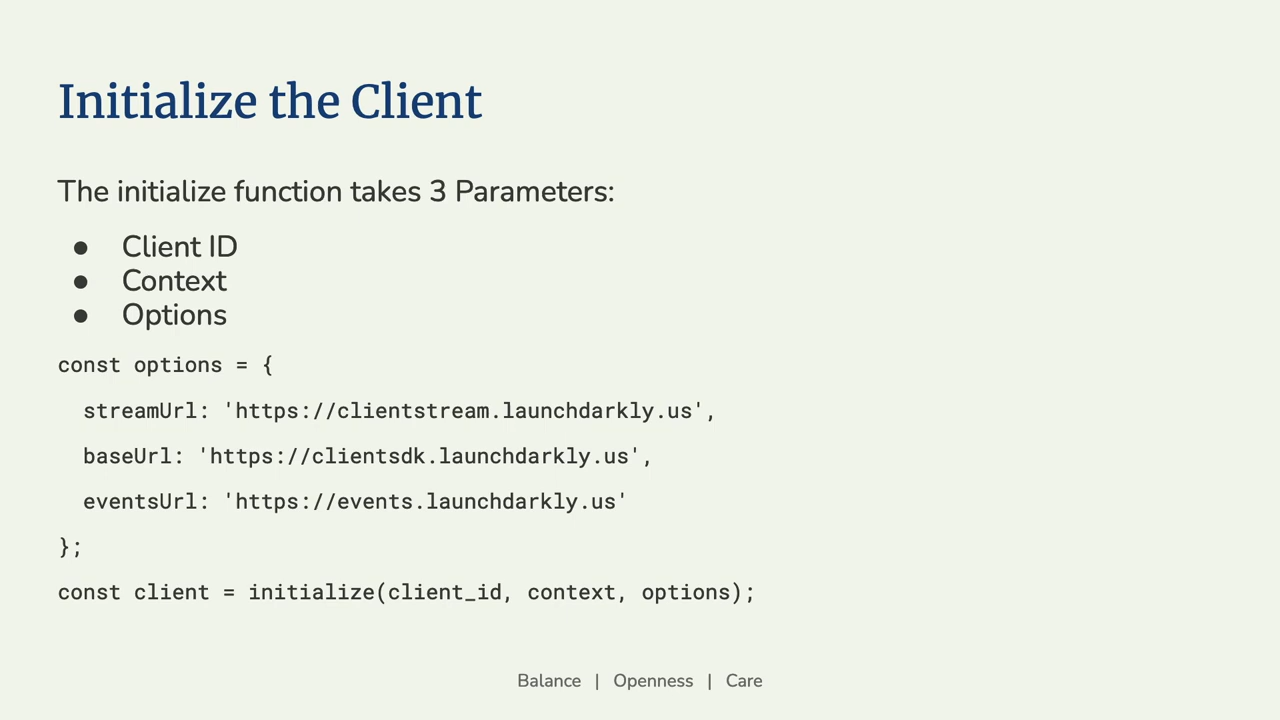 Initialize the Client
The initialize function takes 3 Parameters:
● Client ID
● Context
● Options
const options = {
  streamUrl: 'https://clientstream.launchdarkly.us',
  baseUrl: 'https://clientsdk.launchdarkly.us',
  eventsUrl: 'https://events.launchdarkly.us'
};
const client = initialize(client_id, context, options);
Balance | Openness | Care